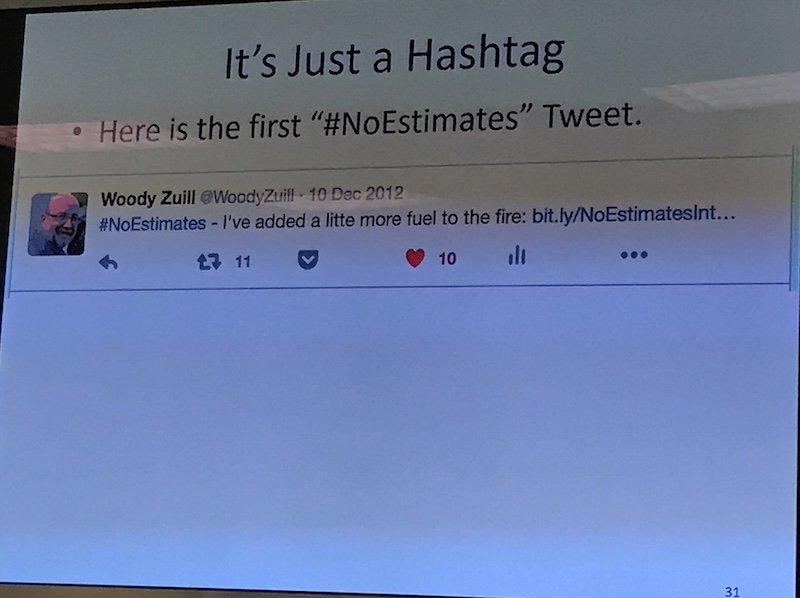 It's Just a Hashtag
• Here is the first “#NoEstimates” Tweet.
Woody Zuill @WoodyZuill · 10 Dec 2012
#NoEstimates - I've added a litte more fuel to the fire: bit.ly/NoEstimatesInt...
11 10
31